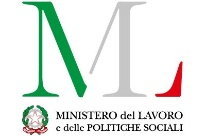 ML
MINISTERO del LAVORO
e delle POLITICHE SOCIALI